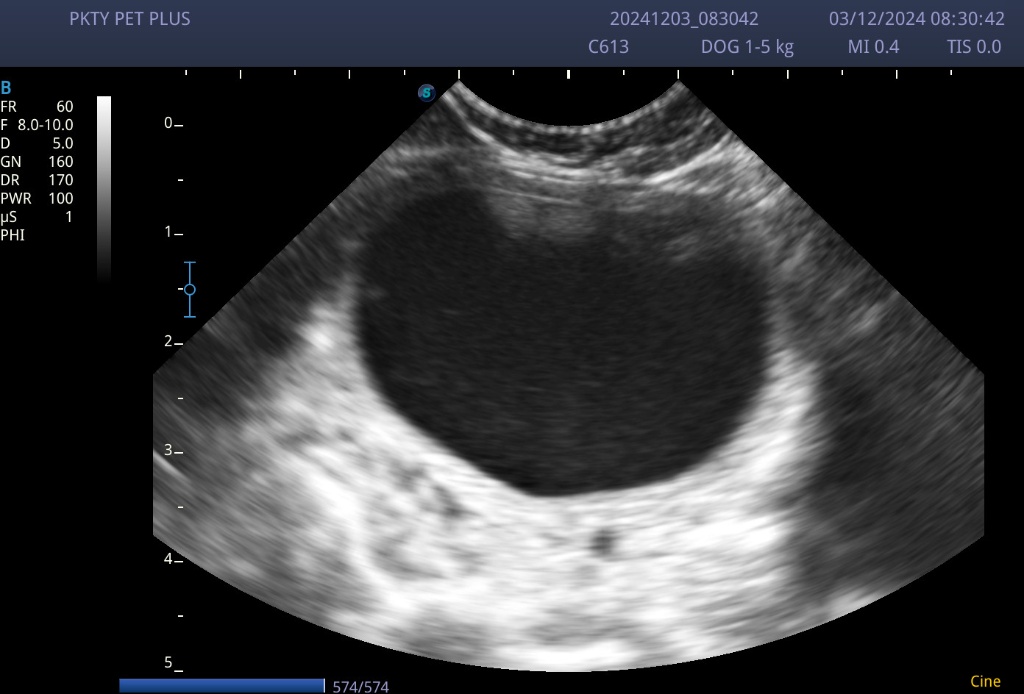 PKTY PET PLUS
20241203_083042 03/12/2024 08:30:42
C613 DOG 1-5 kg MI 0.4 TIS 0.0
B
S
FR 60
F 8.0-10.0
D 5.0
GN 160
DR 170
PWR 100
µS 1
PHI
0
1
2
3
4
5
574/574
Cine